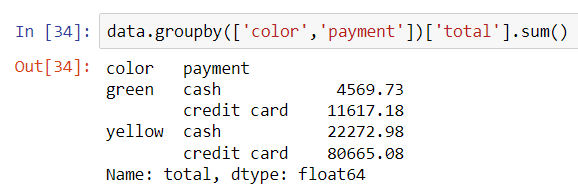 In [34]: data.groupby(['color','payment'])['total'].sum()
Out[34]: color   payment
green   cash            4569.73
credit card    11617.18
yellow  cash           22272.98
credit card    80665.08
Name: total, dtype: float64